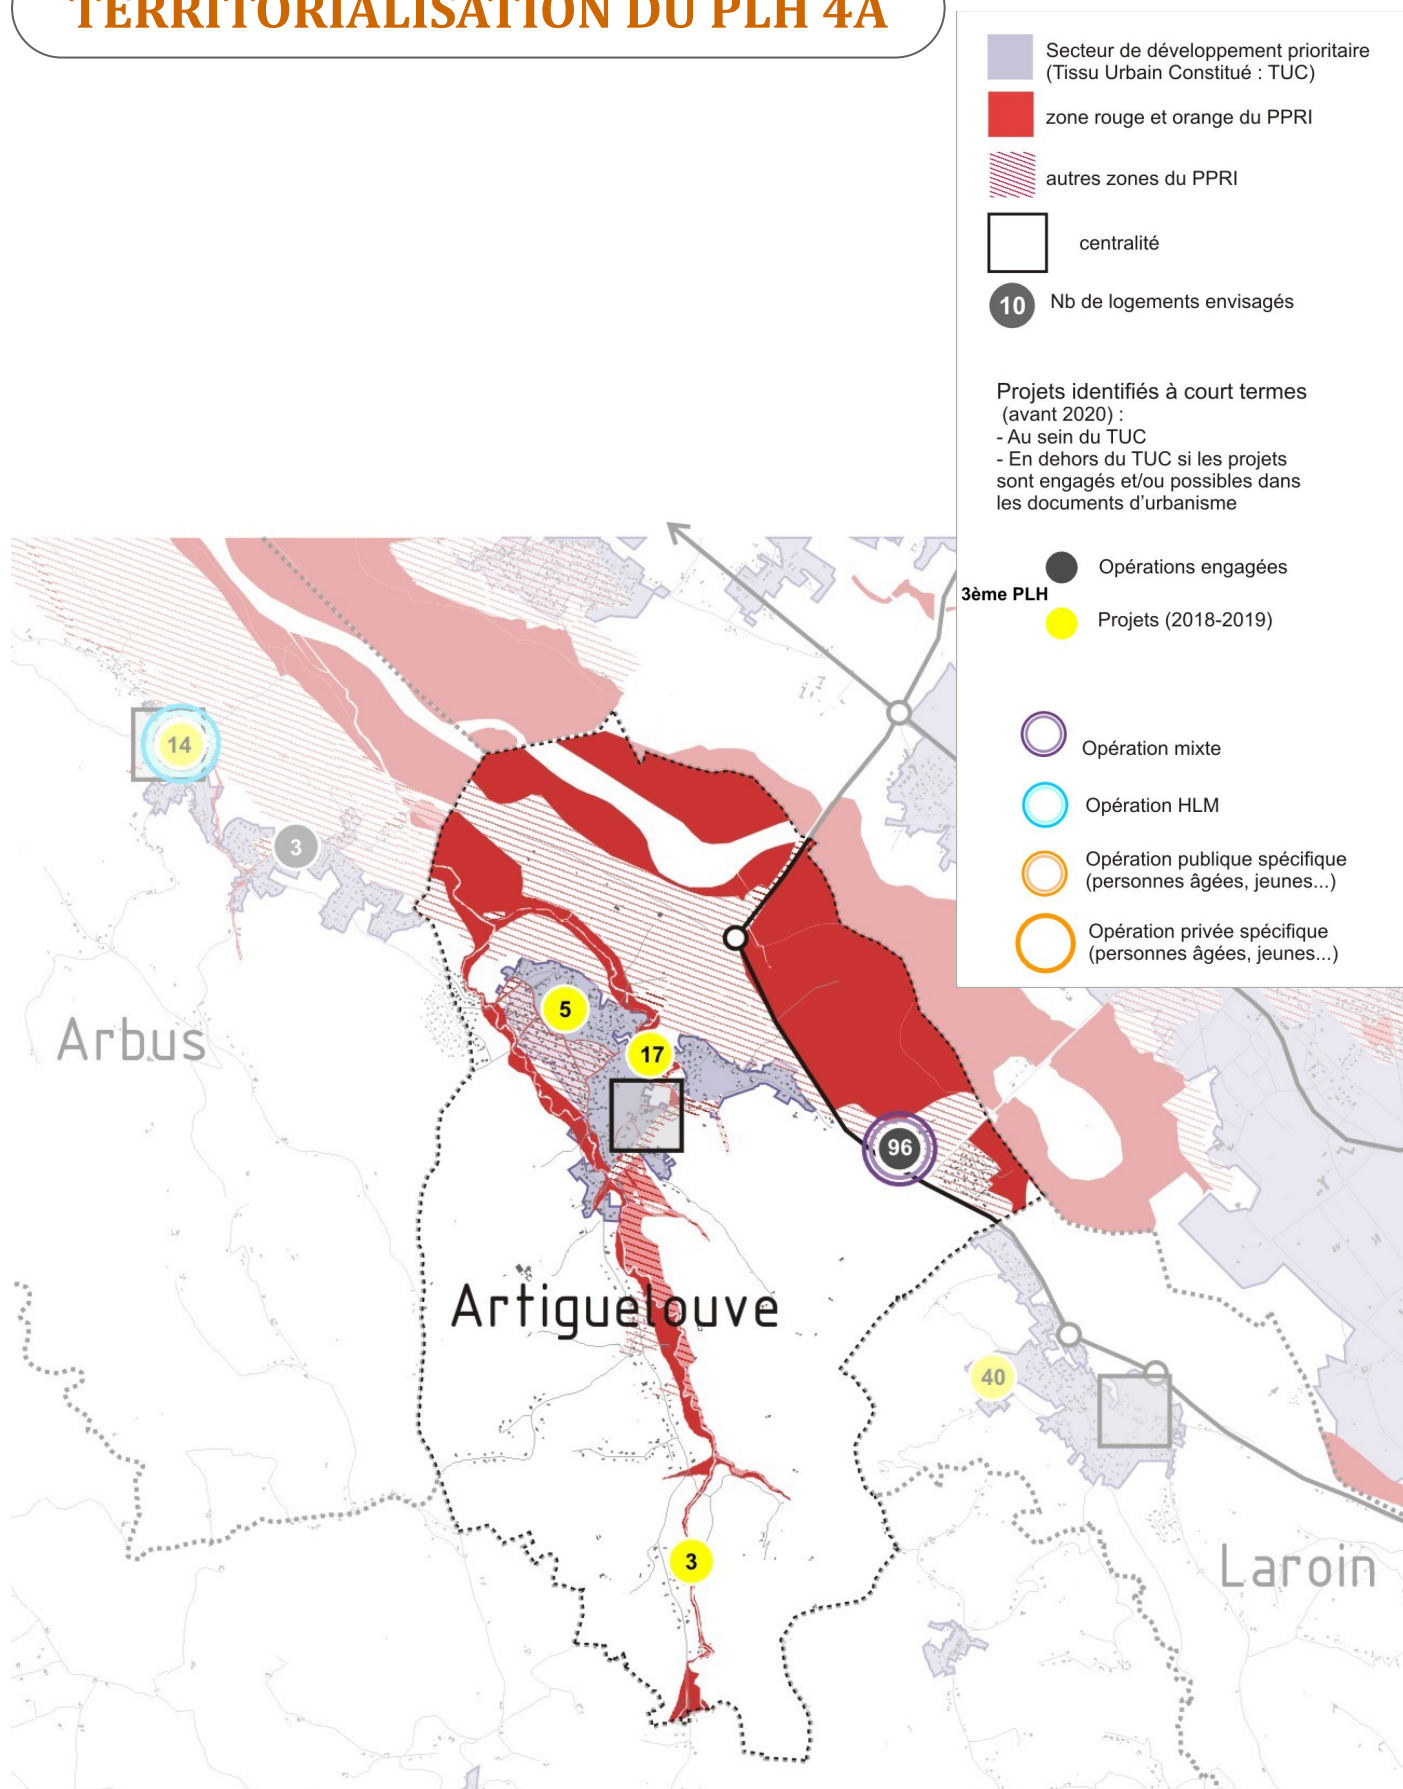 TERRITORIALISATION DU PLH 4A
Secteur de développement prioritaire
(Tissu Urbain Constitué : TUC)
zone rouge et orange du PPRI
autres zones du PPRI
centralité
10
Nb de logements envisagés
Projets identifiés à court termes
(avant 2020) :
- Au sein du TUC
- En dehors du TUC si les projets
sont engagés et/ou possibles dans
les documents d'urbanisme
Opérations engagées
3ème PLH
Projets (2018-2019)
Opération mixte
Opération HLM
Opération publique spécifique
(personnes âgées, jeunes...)
Opération privée spécifique
(personnes âgées, jeunes...)
14
3
5
17
Arbus
96
Artiguelouve
40
3
Laroin